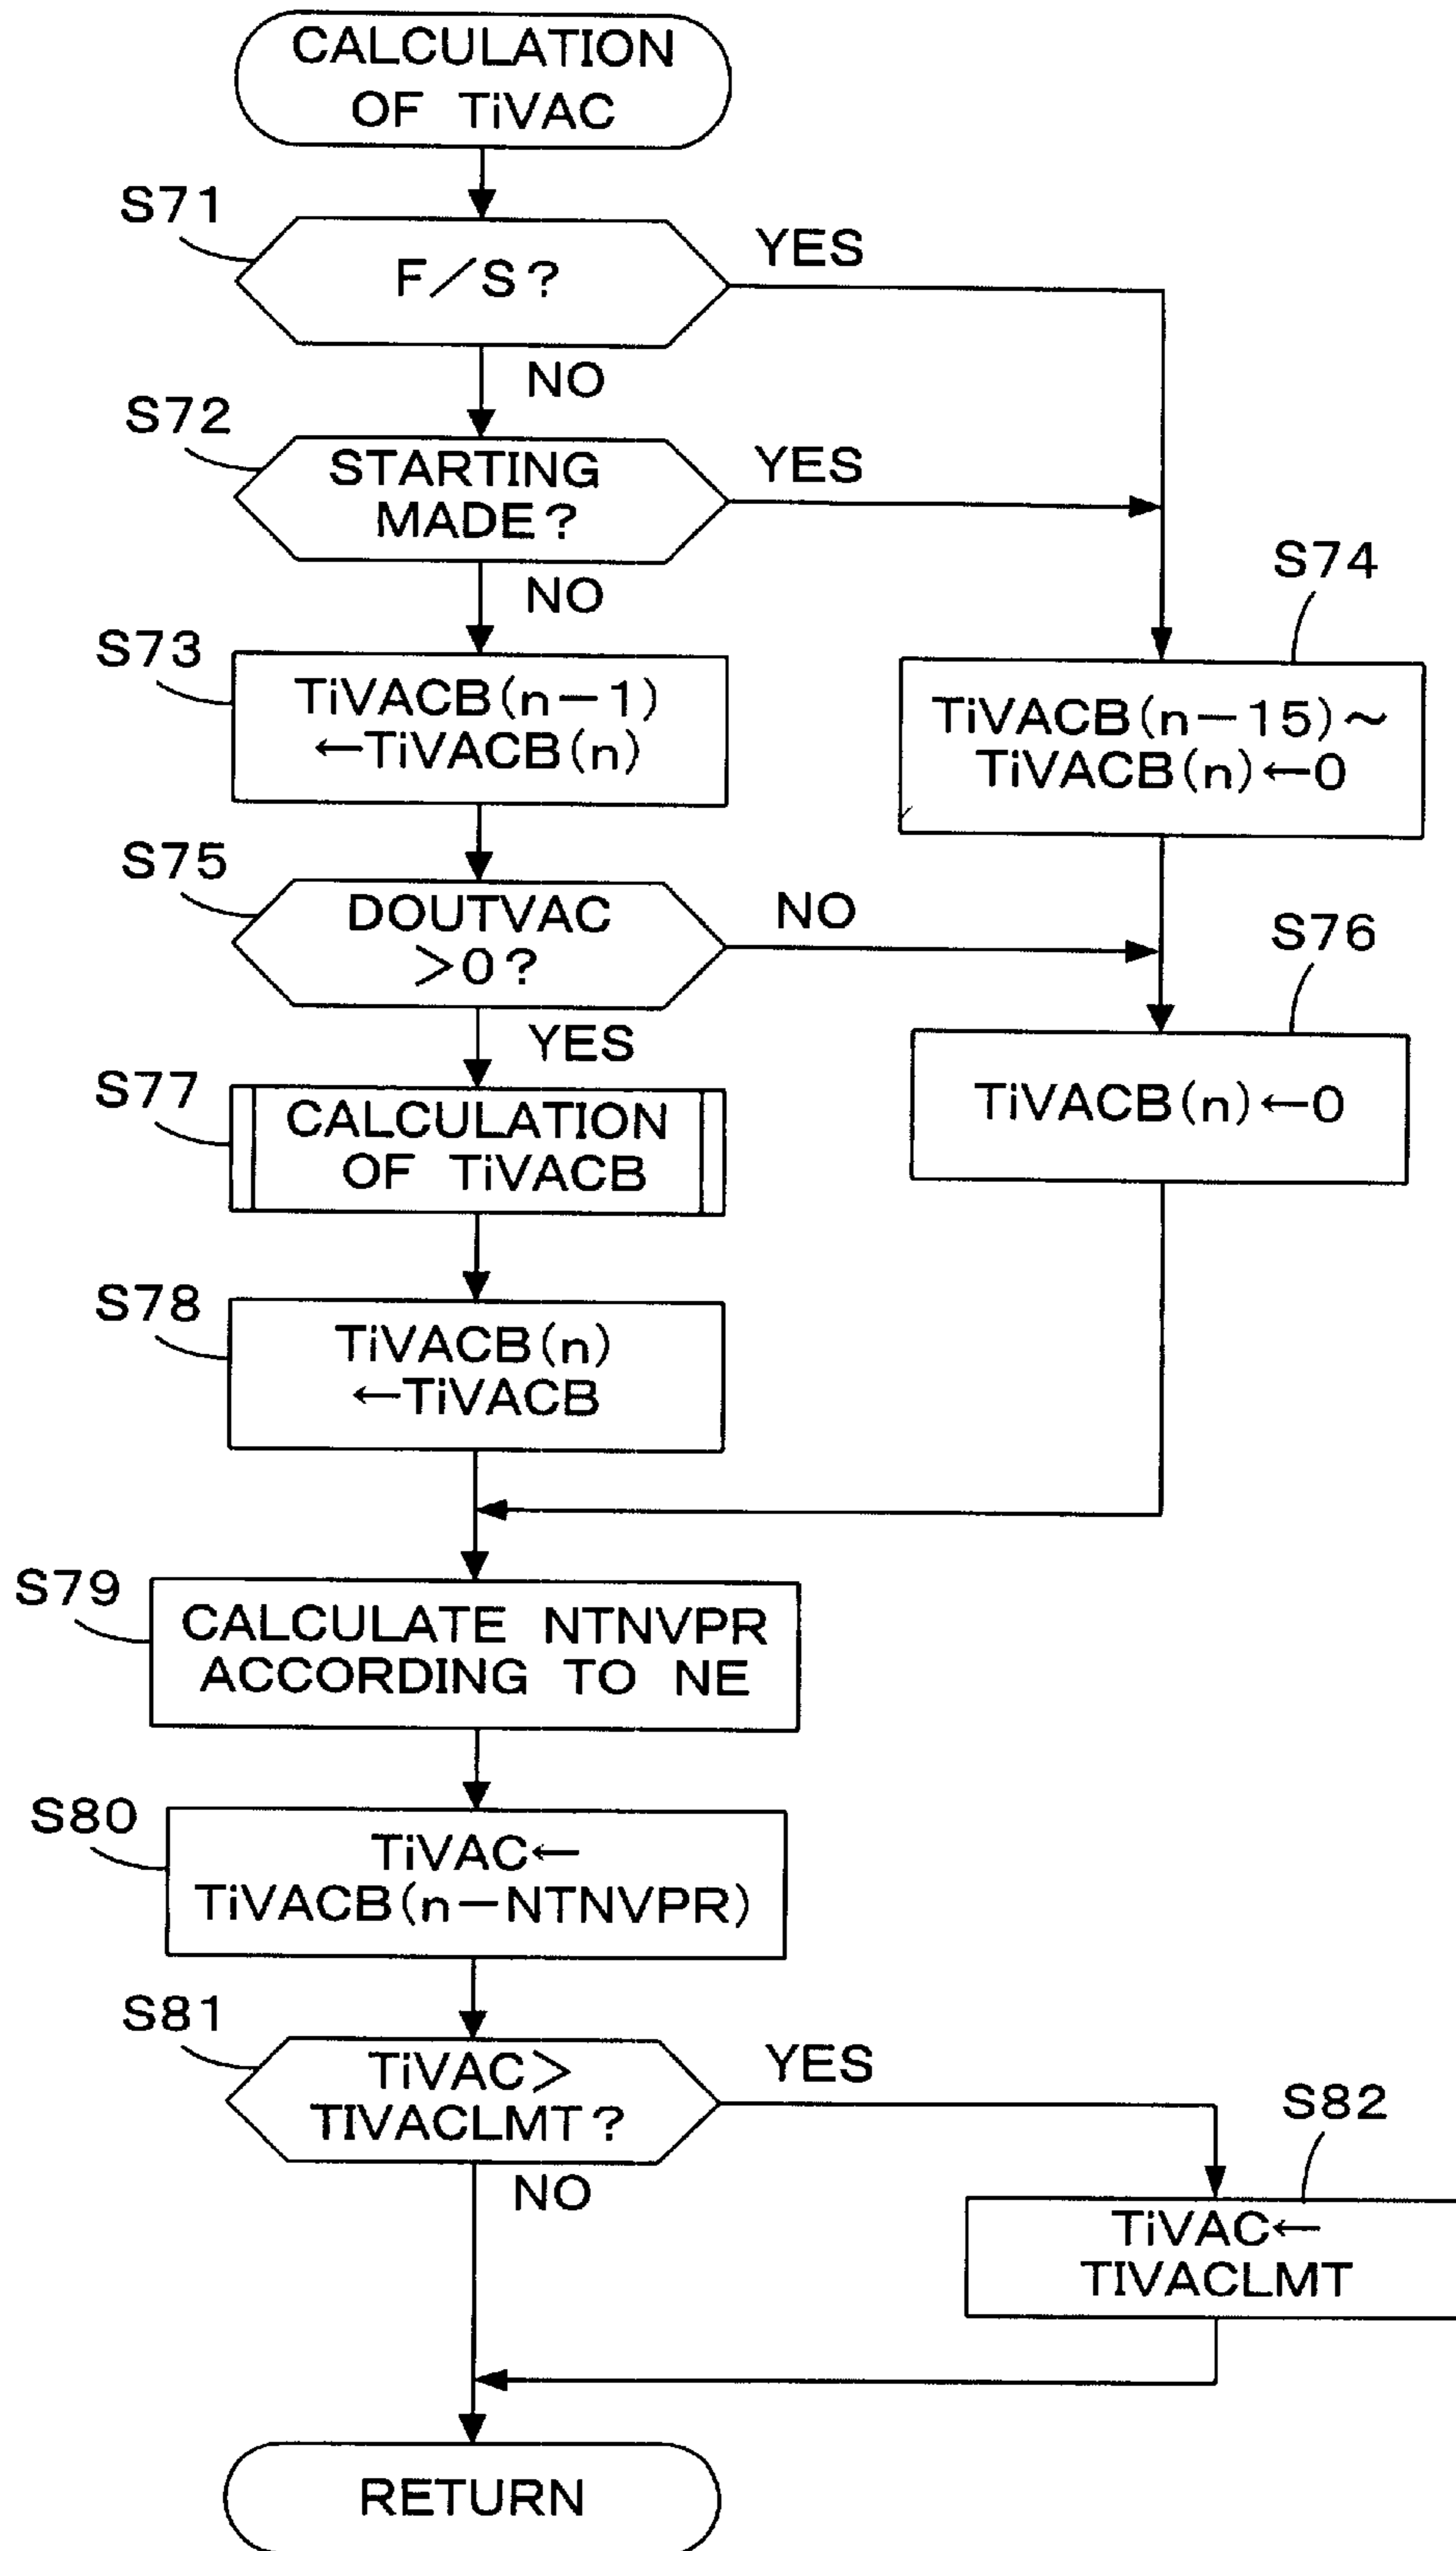 CALCULATION
OF TiVAC
S71
F/S?
YES
NO
S72
STARTING
MADE?
YES
NO
S73
TiVACB(n-1)
←TiVACB(n)
S74
TiVACB(n-15)~
TiVACB(n)←0
S75
DOUTVAC
>0?
NO
YES
S76
TiVACB(n)←0
S77
CALCULATION
OF TiVACB
S78
TiVACB(n)
←TiVACB
S79
CALCULATE NTNVPR
ACCORDING TO NE
S80
TiVAC←
TiVACB(n-NTNVPR)
S81
TiVAC>
TIVACLMT?
YES
NO
S82
TiVAC←
TIVACLMT
RETURN